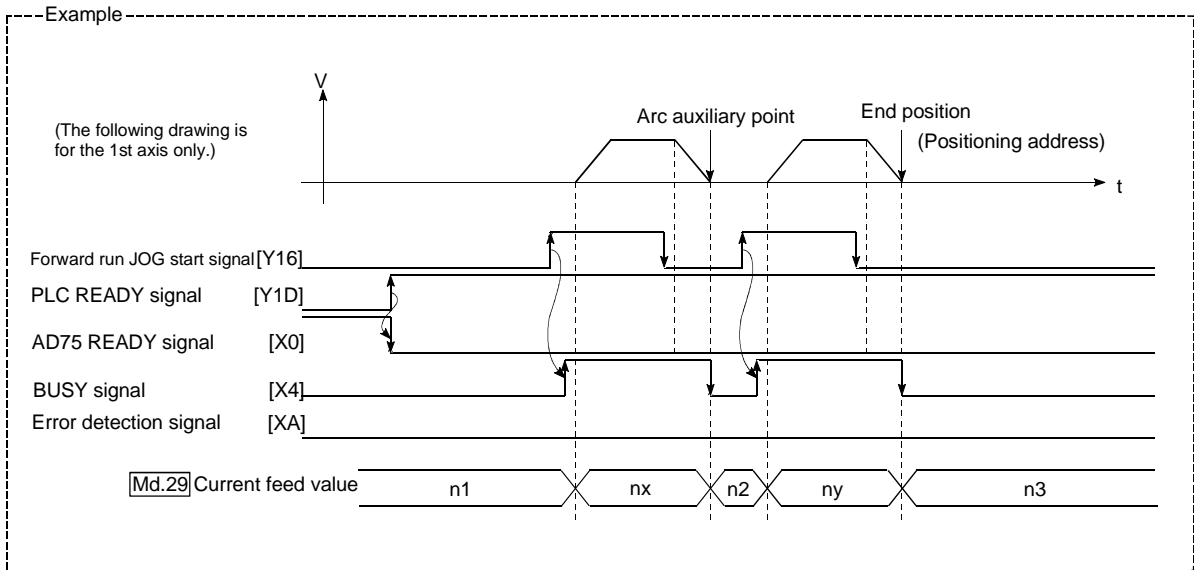 Example
V
(The following drawing is
for the 1st axis only.)
Arc auxiliary point
End position
(Positioning address)
t
Forward run JOG start signal [Y16]
PLC READY signal [Y1D]
AD75 READY signal [X0]
BUSY signal [X4]
Error detection signal [XA]
Md.29 Current feed value
n1
nx
n2
ny
n3